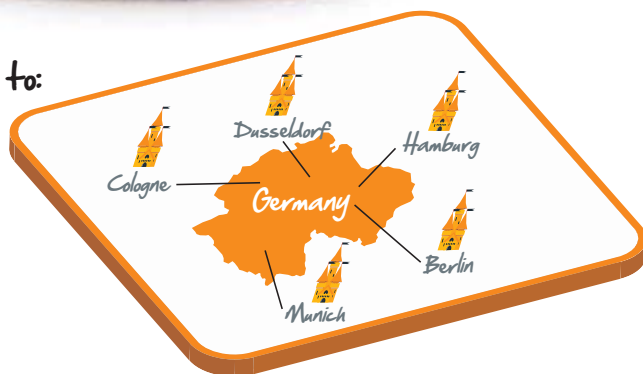 to:
Dusseldorf
Hamburg
Cologne
Germany
Berlin
Munich